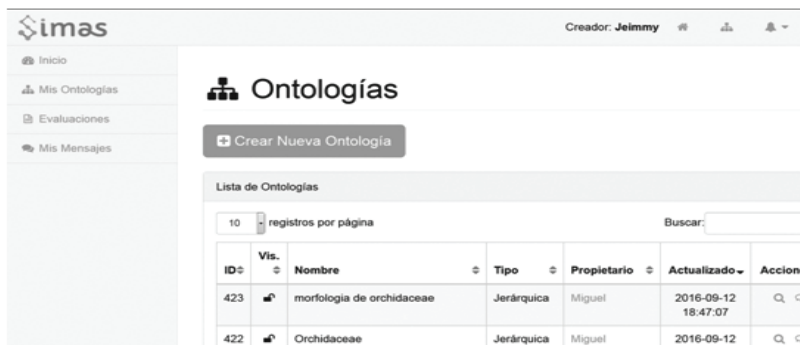 Simas
Creador: Jeimmy
Inicio
Mis Ontologías
Evaluaciones
Mis Mensajes
Ontologías
Crear Nueva Ontología
Lista de Ontologías
10 registros por página Buscar:
ID Vis. Nombre Tipo Propietario Actualizado Accion
423 morfologia de orchidaceae Jerárquica Miguel 2016-09-12
18:47:07
422 Orchidaceae Jerárquica Miguel 2016-09-12